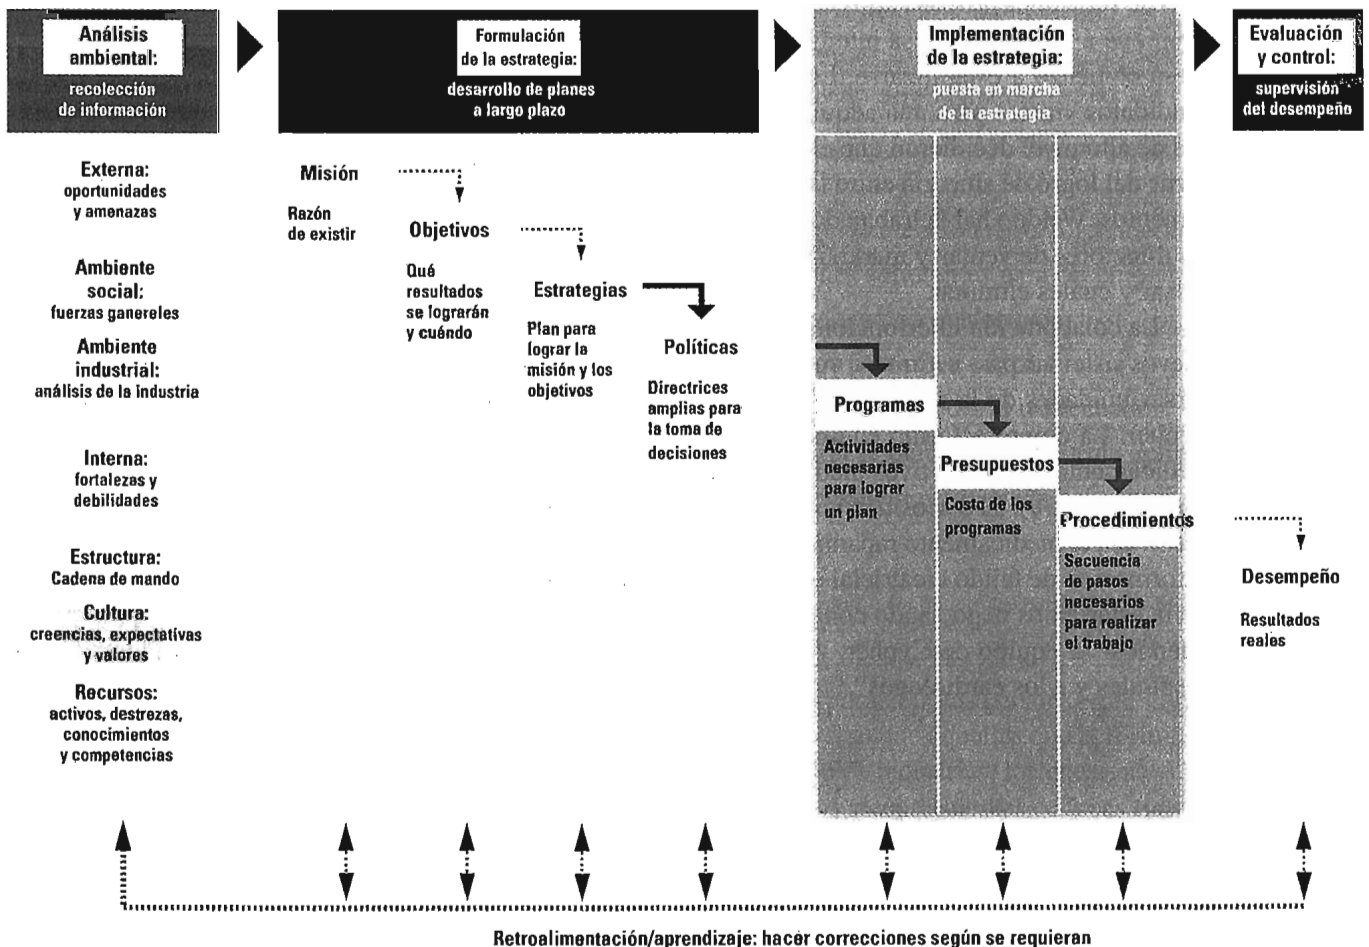 Análisis
ambiental:
recolección
de información
Formulación
de la estrategia:
desarrollo de planes
a largo plazo
Implementación
de la estrategia:
puesta en marcha
de la estrategia
Evaluación
y control:
supervisión
del desempeño
Externa:
oportunidades
y amenazas
Ambiente
social:
fuerzas ganereles
Ambiente
industrial:
análisis de la industria
Interna:
fortalezas y
debilidades
Estructura:
Cadena de mando
Cultura:
creencias, expectativas
y valores
Recursos:
activos, destrezas,
conocimientos
y competencias
Misión
Razón
de existir
Objetivos
Qué
resultados
se lograrán
y cuéndo
Estrategias
Plan para
lograr la
misión y los
objetivos
Políticas
Directrices
amplias para
la toma de
decisiones
Programas
Actividades
necesarias
para lograr
un plan
Presupuestos
Costo de los
programas
Procedimientos
Secuencia
de pasos
necesarios
para realizar
el trabajo
Desempeño
Resultados
reales
Retroalimentación/aprendizaje: hacer correcciones según se requieran